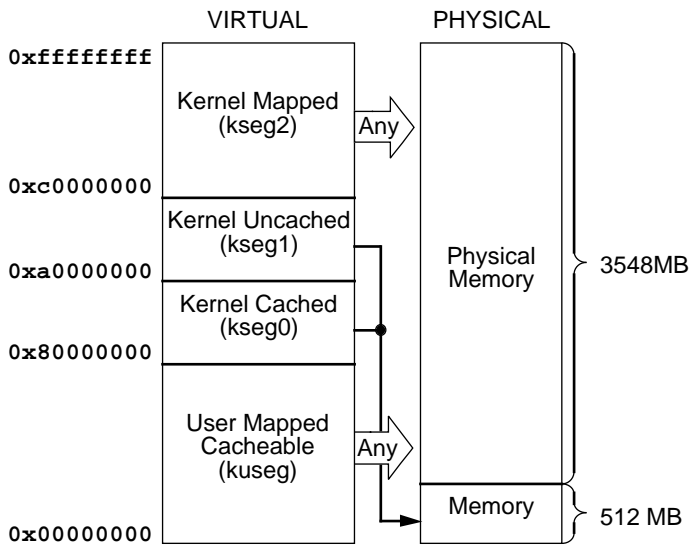 VIRTUAL
PHYSICAL
0xffffffff
Kernel Mapped
(kseg2)
Any
0xc0000000
Kernel Uncached
(kseg1)
0xa0000000
Physical
Memory
3548MB
Kernel Cached
(kseg0)
0x80000000
User Mapped
Cacheable
(kuseg)
Any
Memory
512 MB
0x00000000